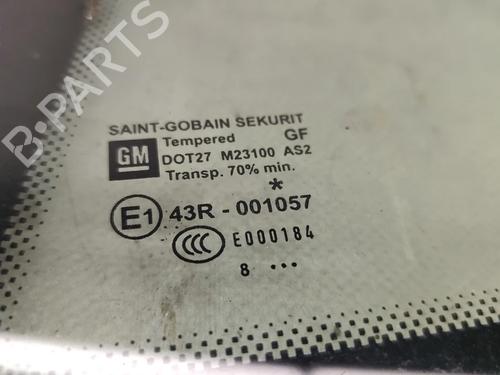 SAINT-GOBAIN SEKURIT
Tempered GF
GM DOT27 M23100 AS2
Transp. 70% min.
*
E1 43R - 001057
CCC E000184
8 ...
B-PARTS